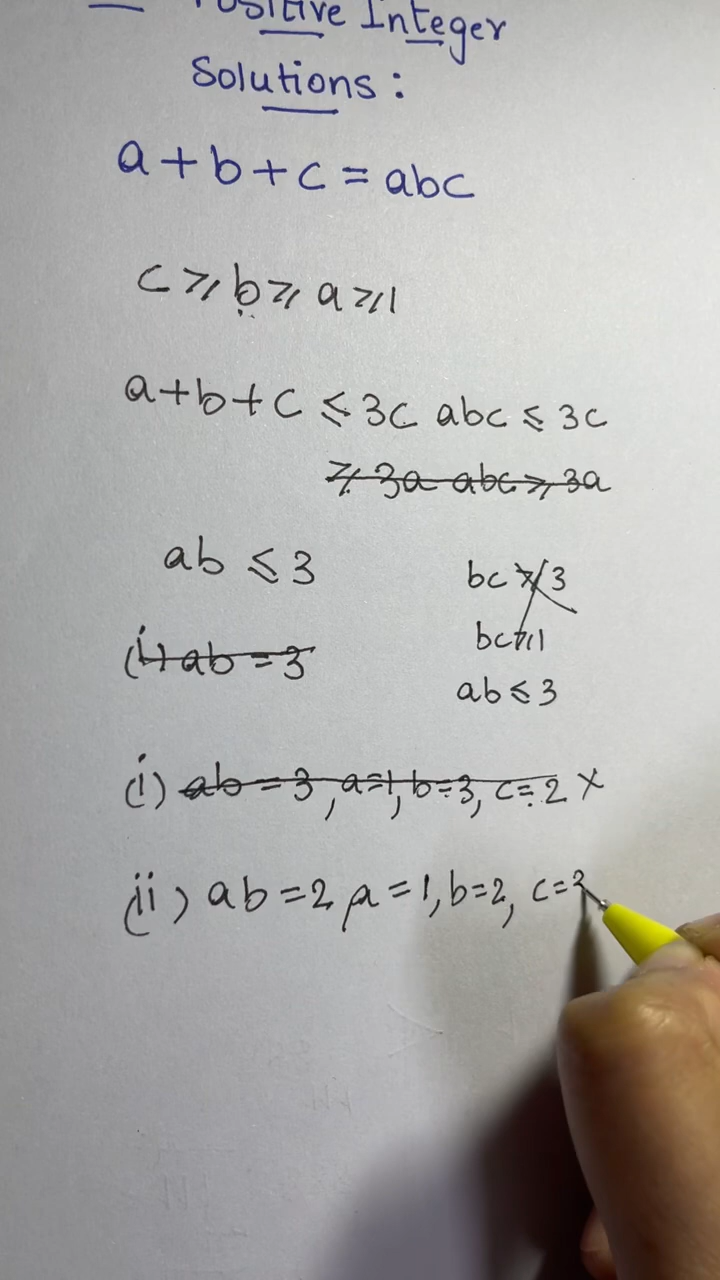 Positive Integer
Solutions:
a+b+c=abc
c⩾b⩾a⩾1
a+b+c⩽3c abc⩽3c
⩾3a abc⩾3a
ab⩽3 bc⩾3
bc⩾1
(i) ab=3
ab⩽3
(i) ab=3, a=1, b=3, c=2 ×
(ii) ab=2, a=1, b=2, c=3